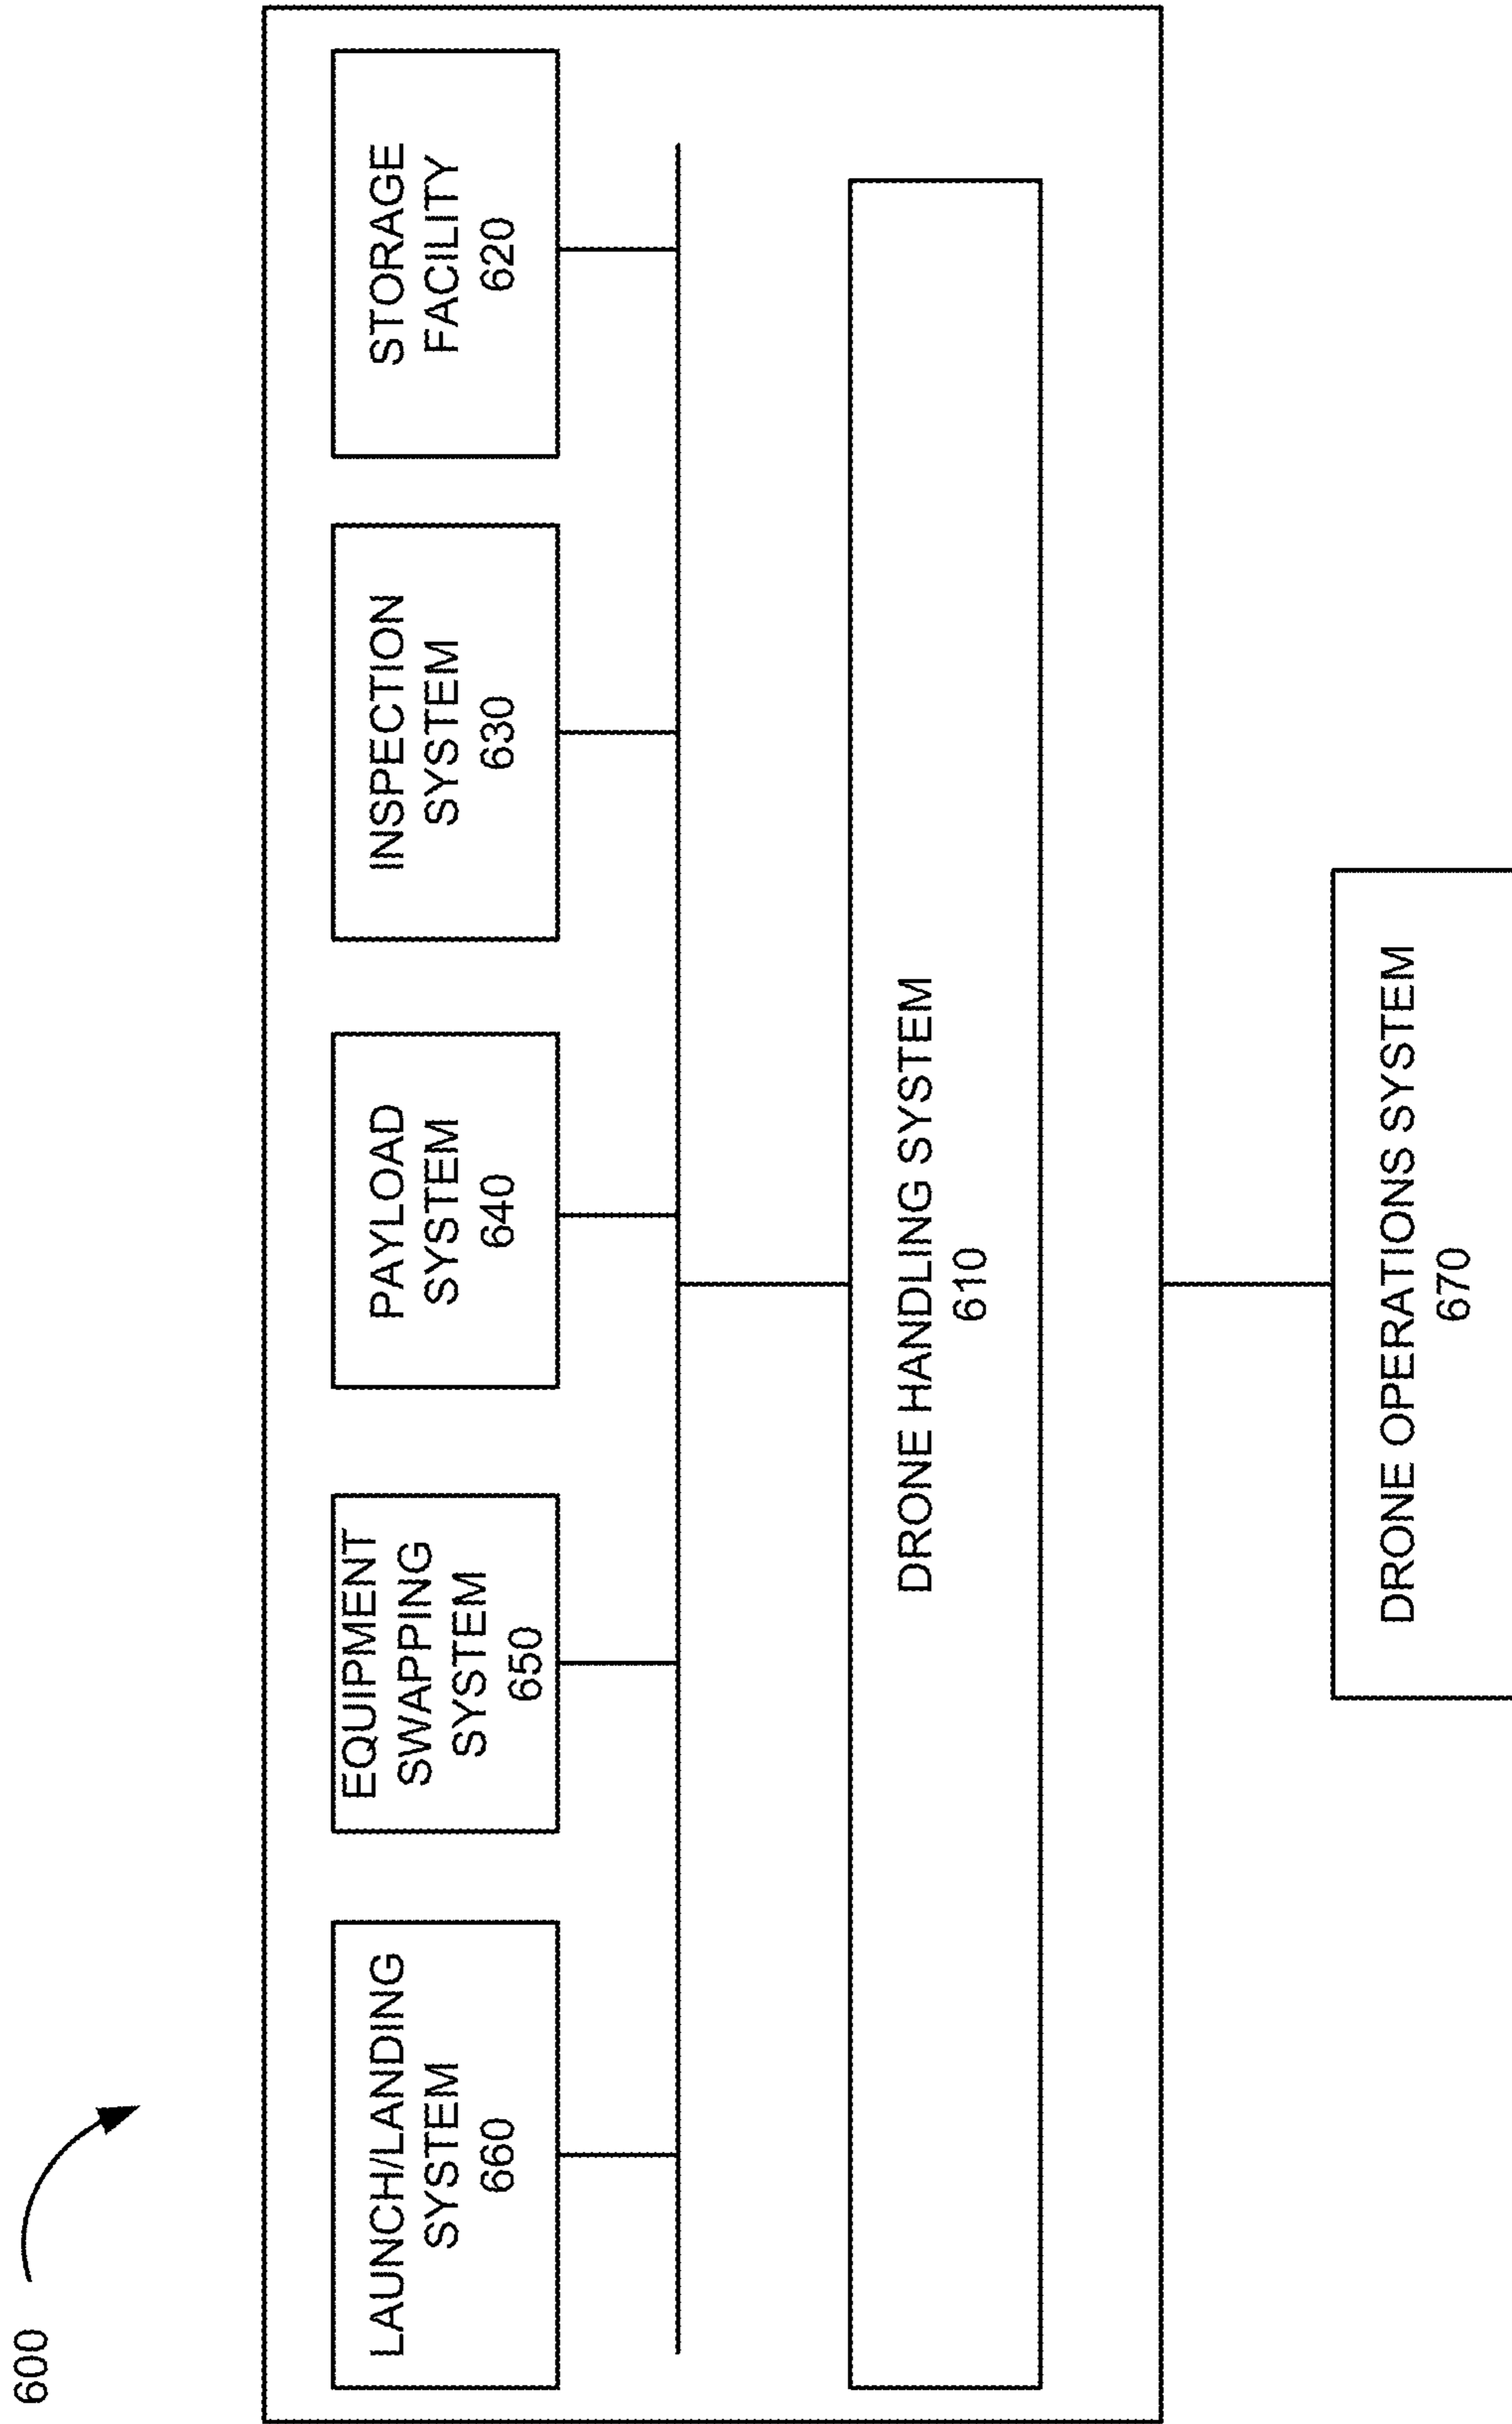 600
LAUNCH/LANDING
SYSTEM
660
EQUIPMENT
SWAPPING
SYSTEM
650
PAYLOAD
SYSTEM
640
INSPECTION
SYSTEM
630
STORAGE
FACILITY
620
DRONE HANDLING SYSTEM
610
DRONE OPERATIONS SYSTEM
670